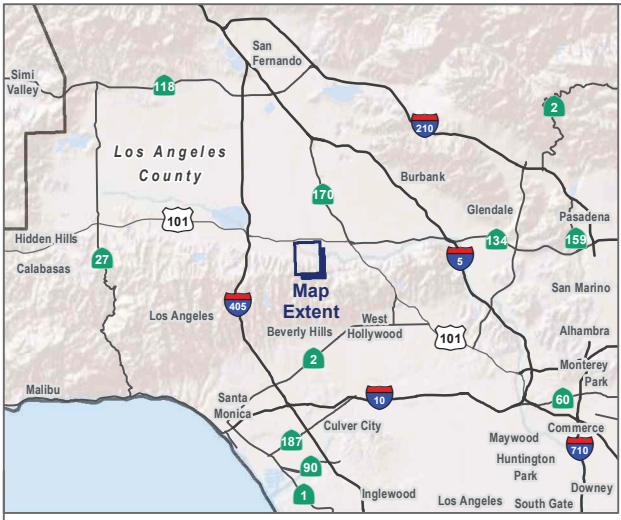 San
Fernando
Simi
Valley
118
2
210
Los Angeles
County
Burbank
170
Glendale
Pasadena
101
Hidden Hills
134
159
27
5
Calabasas
Map
Extent
San Marino
405
Los Angeles
West
Hollywood
Beverly Hills
101
Alhambra
2
Monterey
Park
Malibu
Santa
Monica
10
60
Culver City
Commerce
187
Maywood
710
90
Huntington
Park
1
Inglewood
Los Angeles
South Gate
Downey